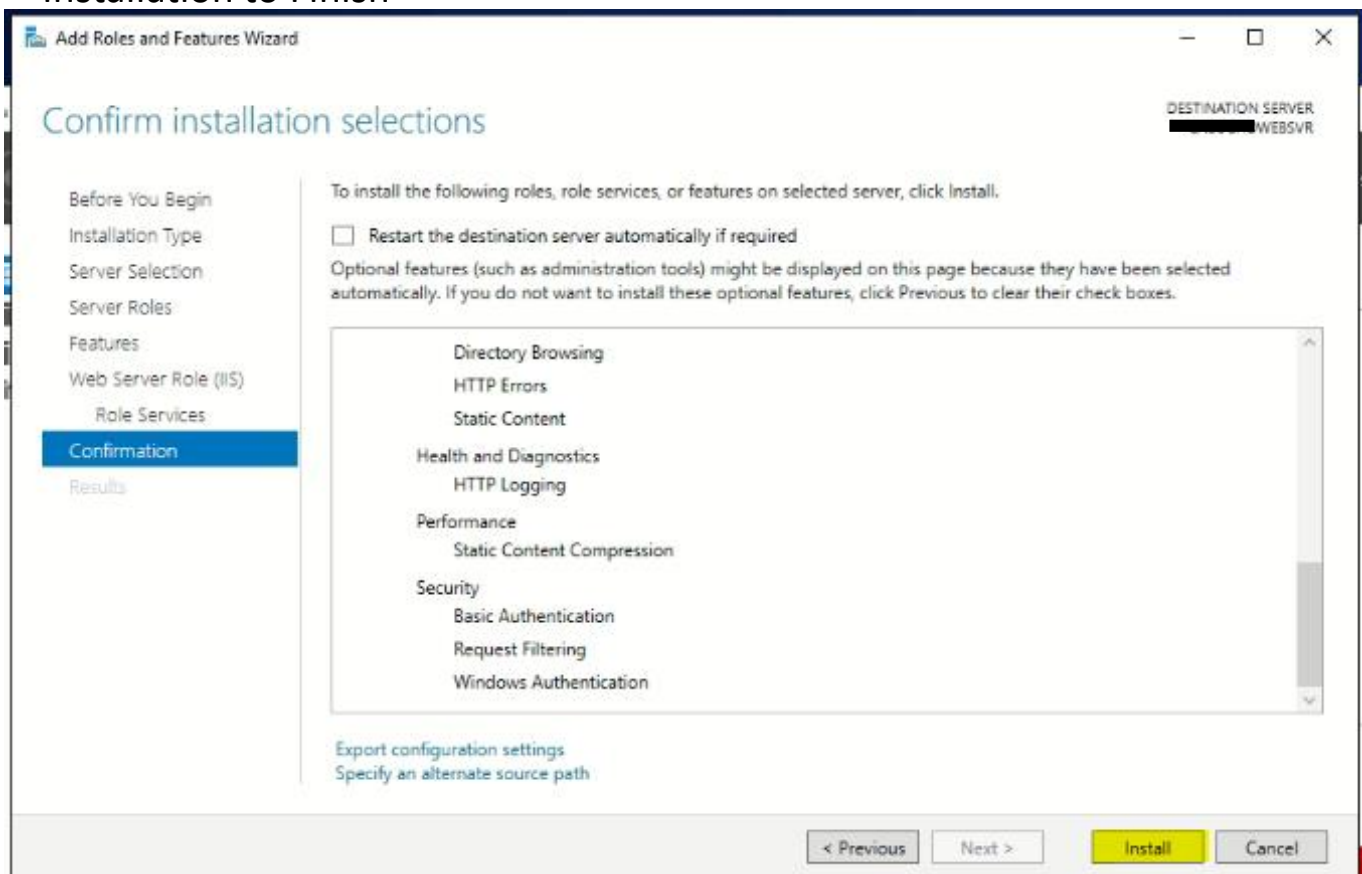 Installation to Finish
Add Roles and Features Wizard
Confirm installation selections
DESTINATION SERVER
WEBSVR
Before You Begin
Installation Type
Server Selection
Server Roles
Features
Web Server Role (IIS)
Role Services
Confirmation
Results
To install the following roles, role services, or features on selected server, click Install.
Restart the destination server automatically if required
Optional features (such as administration tools) might be displayed on this page because they have been selected
automatically. If you do not want to install these optional features, click Previous to clear their check boxes.
Directory Browsing
HTTP Errors
Static Content
Health and Diagnostics
HTTP Logging
Performance
Static Content Compression
Security
Basic Authentication
Request Filtering
Windows Authentication
Export configuration settings
Specify an alternate source path
< Previous
Next >
Install
Cancel